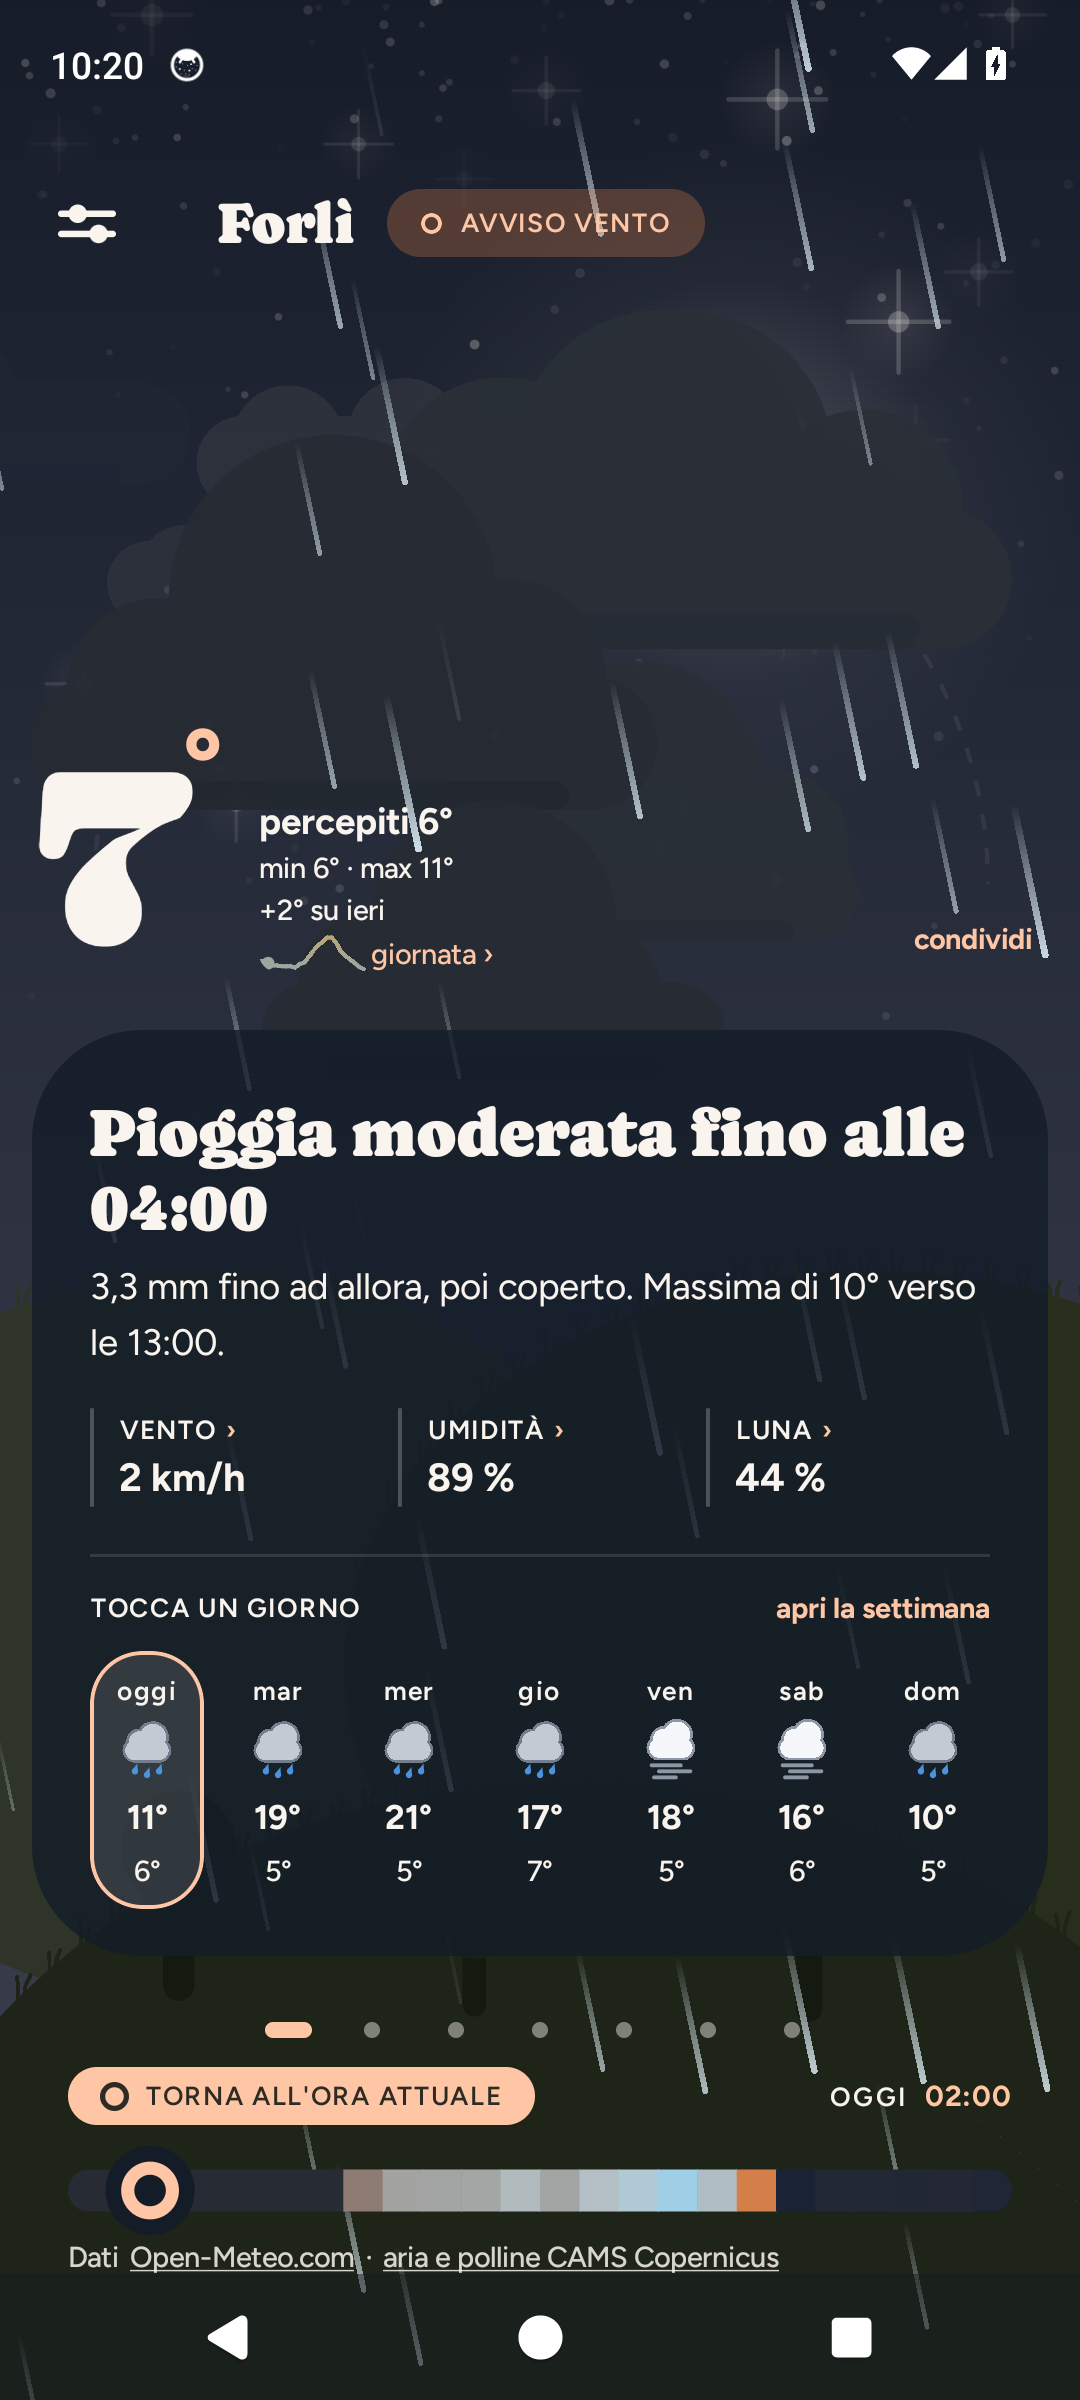 10:20
Forlì
AVVISO VENTO
7°
percepiti 6°
min 6° · max 11°
+2° su ieri
giornata ›
condividi
Pioggia moderata fino alle
04:00
3,3 mm fino ad allora, poi coperto. Massima di 10° verso
le 13:00.
VENTO › UMIDITÀ › LUNA ›
2 km/h 89 % 44 %
TOCCA UN GIORNO apri la settimana
oggi mar mer gio ven sab dom
11° 19° 21° 17° 18° 16° 10°
6° 5° 5° 7° 5° 6° 5°
TORNA ALL'ORA ATTUALE OGGI 02:00
Dati Open-Meteo.com · aria e polline CAMS Copernicus